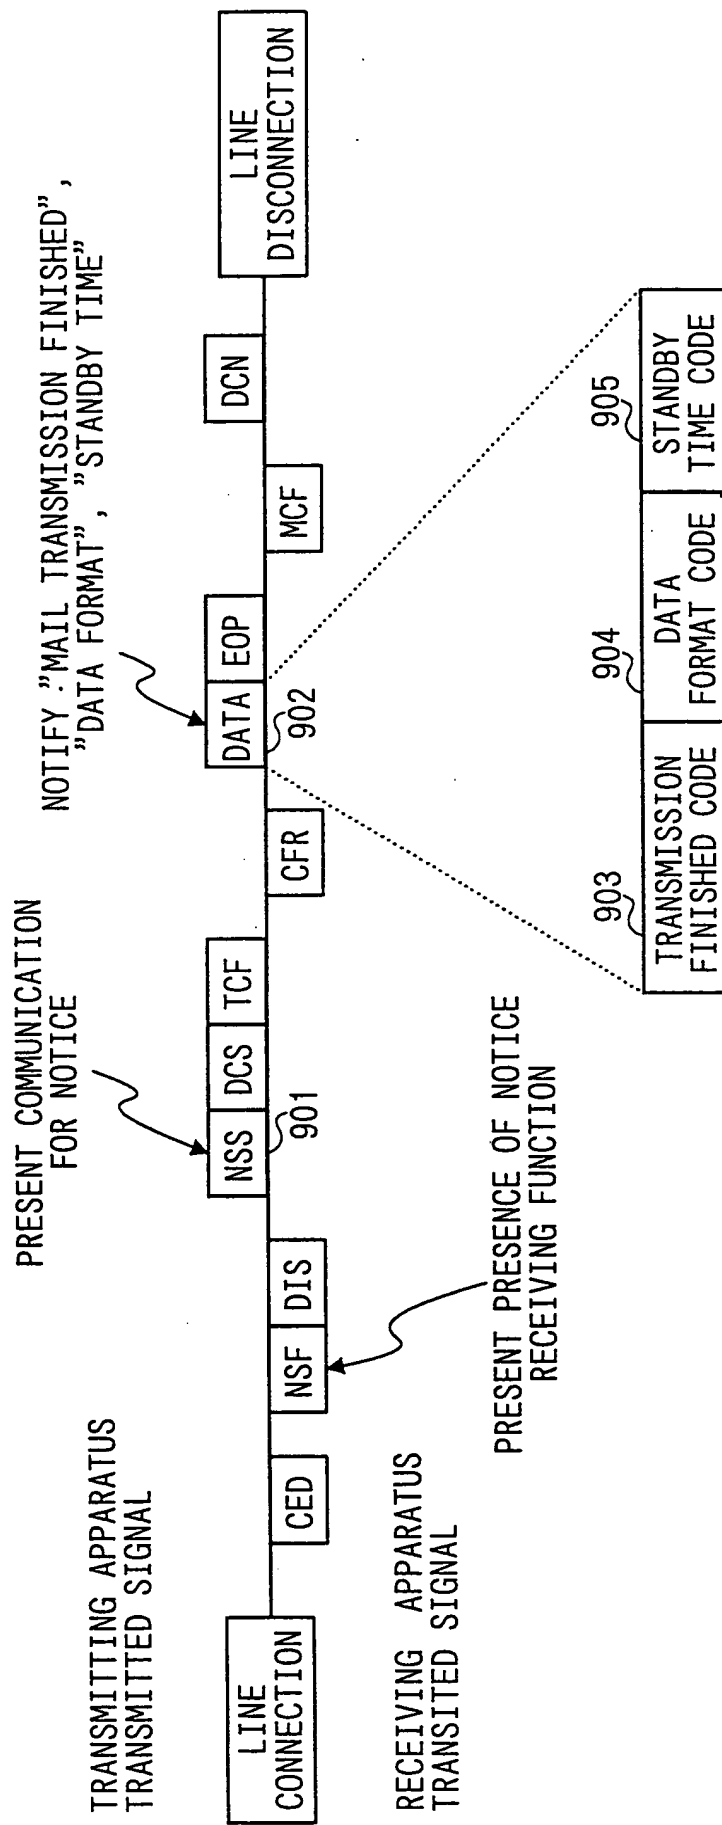 TRANSMITTING APPARATUS
TRANSMITTED SIGNAL
PRESENT COMMUNICATION
FOR NOTICE
NOTIFY "MAIL TRANSMISSION FINISHED",
"DATA FORMAT", "STANDBY TIME"
LINE
CONNECTION
CED
NSF
DIS
NSS
DCS
TCF
CFR
DATA
EOP
MCF
DCN
LINE
DISCONNECTION
901
902
RECEIVING APPARATUS
TRANSITED SIGNAL
PRESENT PRESENCE OF NOTICE
RECEIVING FUNCTION
903
904
905
TRANSMISSION
FINISHED CODE
DATA
FORMAT CODE
STANDBY
TIME CODE